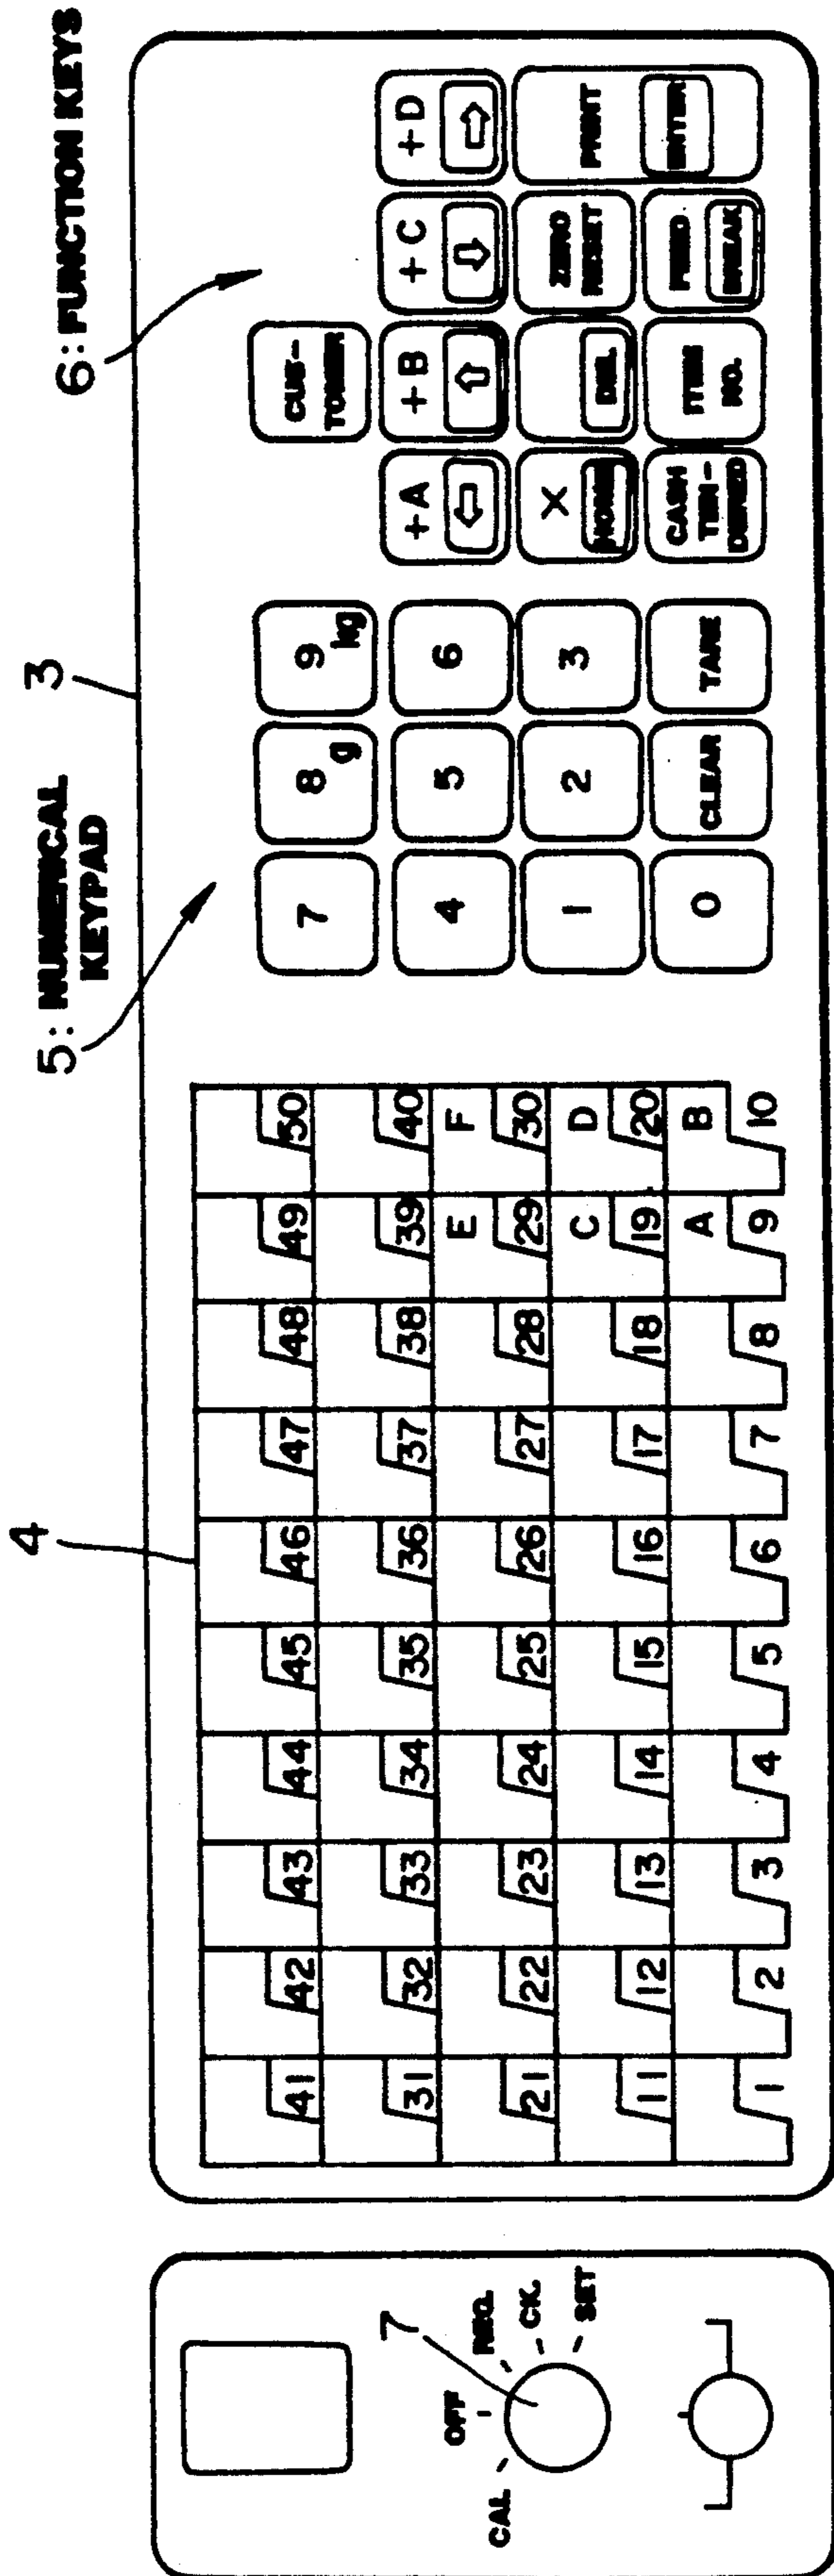 3
5: NUMERICAL
KEYPAD
6: FUNCTION KEYS
4
41 42 43 44 45 46 47 48 49 50
31 32 33 34 35 36 37 38 39 40
E F
21 22 23 24 25 26 27 28 29 30
C D
11 12 13 14 15 16 17 18 19 20
A B
1 2 3 4 5 6 7 8 9 10
7 8 g 9 kg
4 5 6
1 2 3
0 CLEAR TARE
CUS-
TOMER
+A +B +C +D
⇦ ⇧ ⇩ ⇨
X
HOME
DEL
ZERO
RESET
PRINT
ENTER
CASH
TEN-
DERED
ITEM
NO.
FEED
BREAK
7
CAL OFF REG. CK. SET